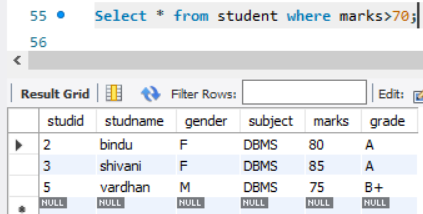 55 Select * from student where marks>70;
56
Result Grid Filter Rows: Edit:
studid studname gender subject marks grade
2 bindu F DBMS 80 A
3 shivani F DBMS 85 A
5 vardhan M DBMS 75 B+
NULL NULL NULL NULL NULL NULL